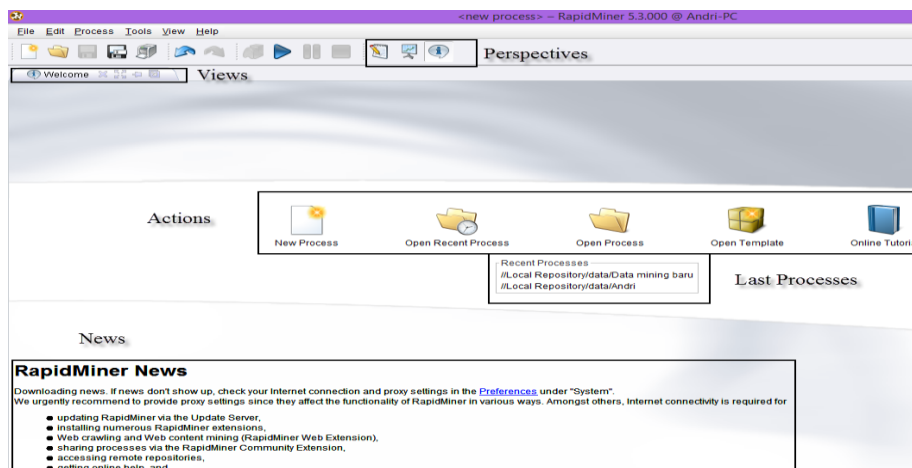 <new process> – RapidMiner 5.3.000 @ Andri-PC
File Edit Process Tools View Help
Perspectives
Welcome
Views
Actions
New Process Open Recent Process Open Process Open Template Online Tutori
Recent Processes
//Local Repository/data/Data mining baru
//Local Repository/data/Andri
Last Processes
News
RapidMiner News
Downloading news. If news don't show up, check your Internet connection and proxy settings in the Preferences under "System".
We urgently recommend to provide proxy settings since they affect the functionality of RapidMiner in various ways. Amongst others, Internet connectivity is required for
updating RapidMiner via the Update Server,
installing numerous RapidMiner extensions,
Web crawling and Web content mining (RapidMiner Web Extension),
sharing processes via the RapidMiner Community Extension,
accessing remote repositories,
getting online help, and